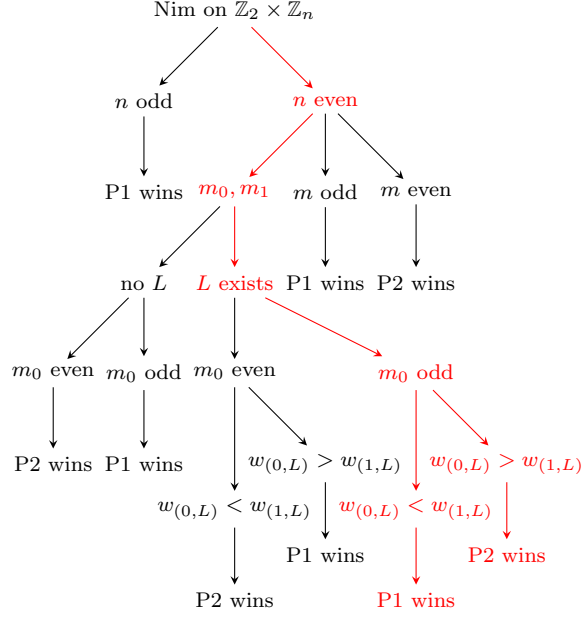 Nim on ℤ₂ × ℤₙ
n odd
n even
P1 wins
m₀, m₁
m odd
m even
no L
L exists
P1 wins
P2 wins
m₀ even
m₀ odd
m₀ even
m₀ odd
P2 wins
P1 wins
w₍₀,L₎ > w₍₁,L₎
w₍₀,L₎ > w₍₁,L₎
w₍₀,L₎ < w₍₁,L₎
w₍₀,L₎ < w₍₁,L₎
P1 wins
P2 wins
P2 wins
P1 wins